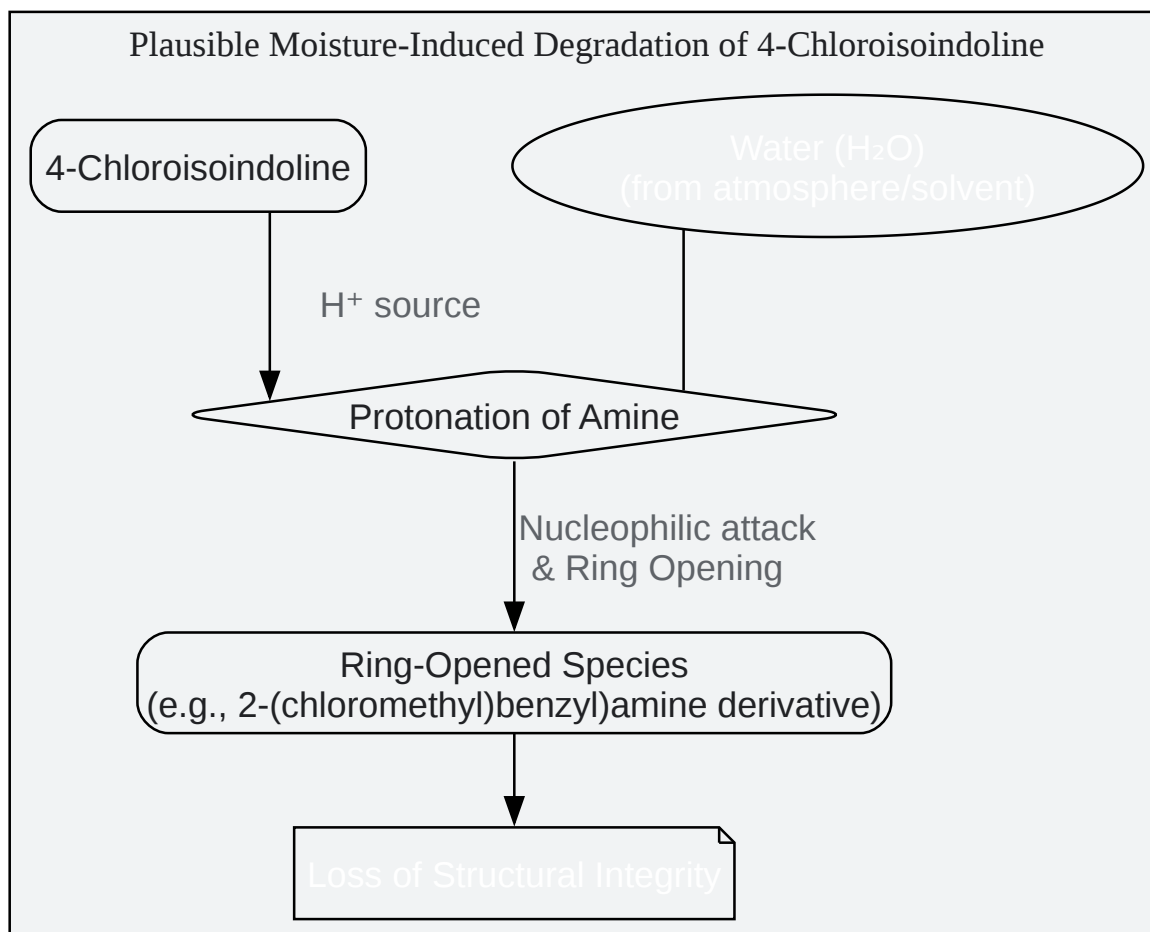 Plausible Moisture-Induced Degradation of 4-Chloroisoindoline
4-Chloroisoindoline
Water (H₂O)
(from atmosphere/solvent)
H⁺ source
Protonation of Amine
Nucleophilic attack
& Ring Opening
Ring-Opened Species
(e.g., 2-(chloromethyl)benzyl)amine derivative)
Loss of Structural Integrity